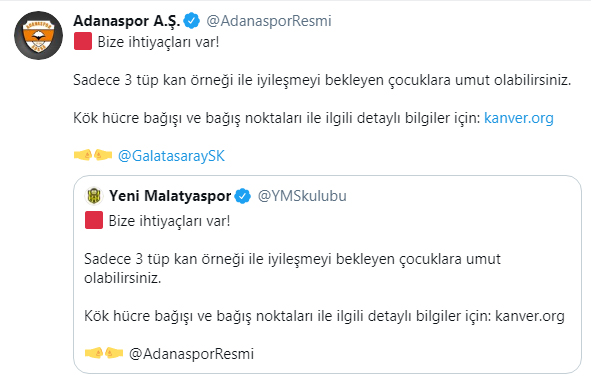 Adanaspor A.Ş. @AdanasporResmi
🟥 Bize ihtiyaçları var!
Sadece 3 tüp kan örneği ile iyileşmeyi bekleyen çocuklara umut olabilirsiniz.
Kök hücre bağışı ve bağış noktaları ile ilgili detaylı bilgiler için: kanver.org
🤜🤛 @GalatasaraySK
Yeni Malatyaspor @YMSkulubu
🟥 Bize ihtiyaçları var!
Sadece 3 tüp kan örneği ile iyileşmeyi bekleyen çocuklara umut
olabilirsiniz.
Kök hücre bağışı ve bağış noktaları ile ilgili detaylı bilgiler için: kanver.org
🤜🤛 @AdanasporResmi